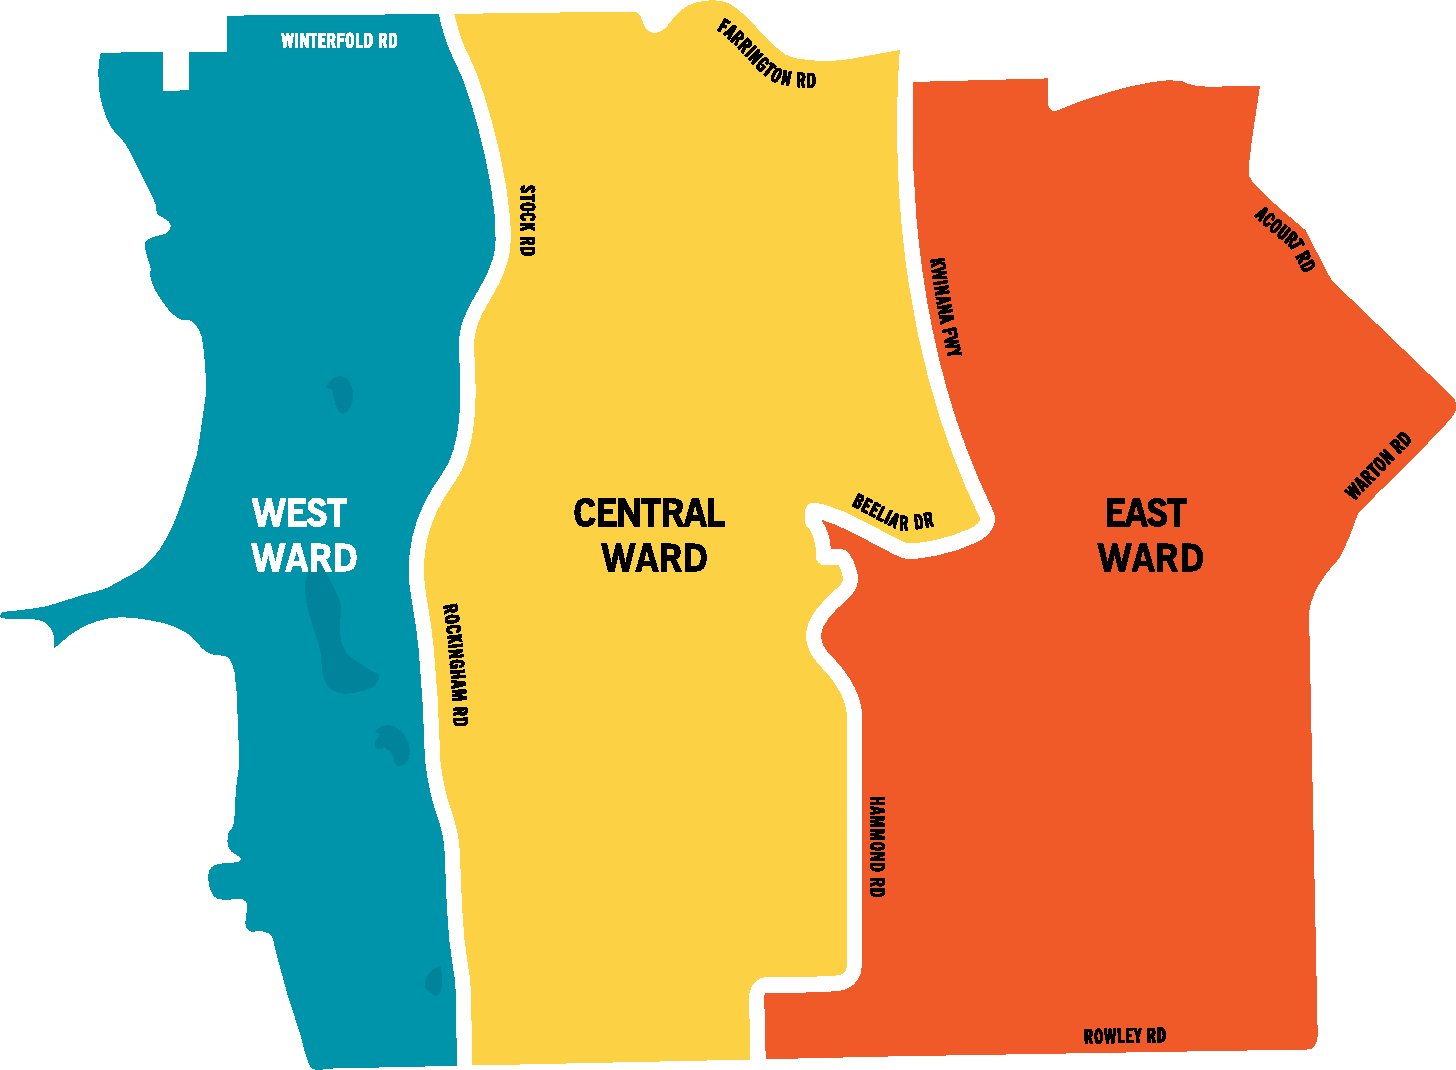 WINTERFOLD RD
FARRINGTON RD
STOCK RD
ACOURT RD
KWINANA FWY
WARTON RD
WEST
WARD
CENTRAL
WARD
BEELIAR DR
EAST
WARD
ROCKINGHAM RD
HAMMOND RD
ROWLEY RD